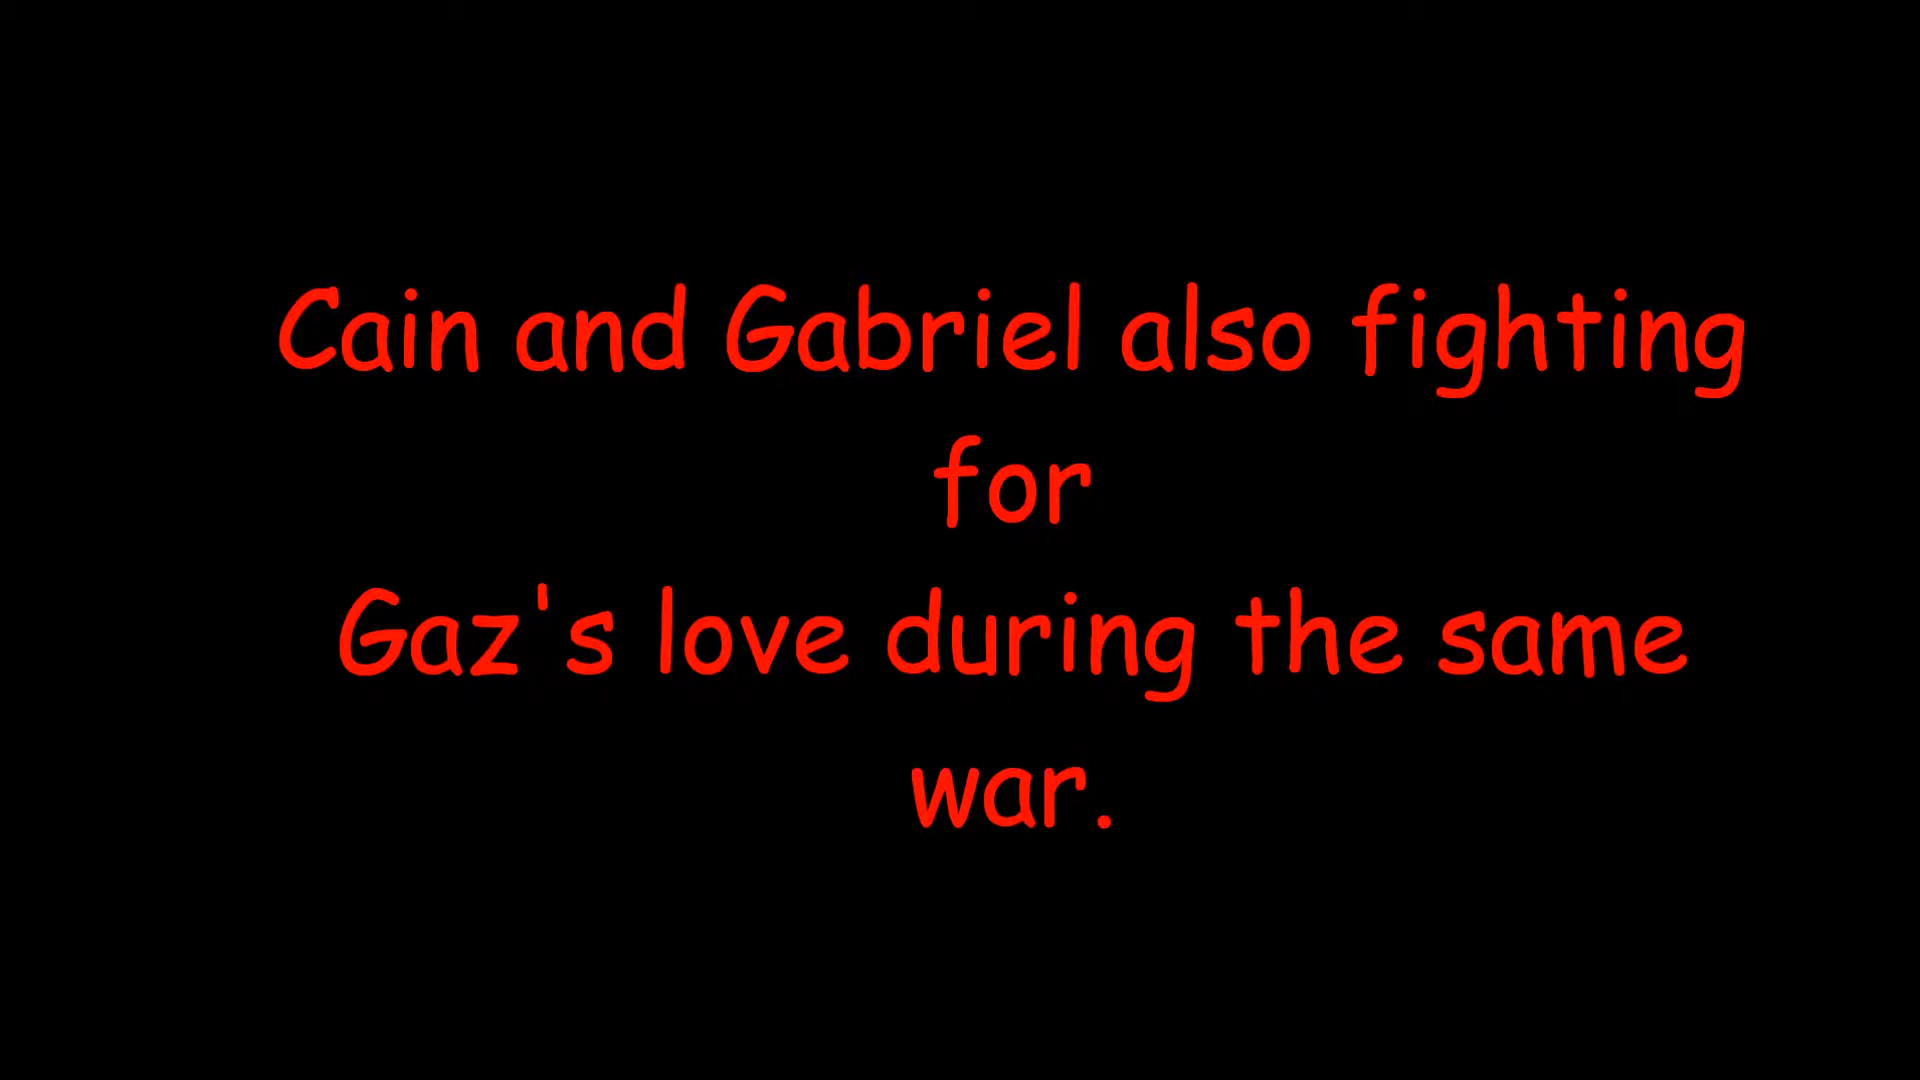 Cain and Gabriel also fighting
for
Gaz's love during the same
war.